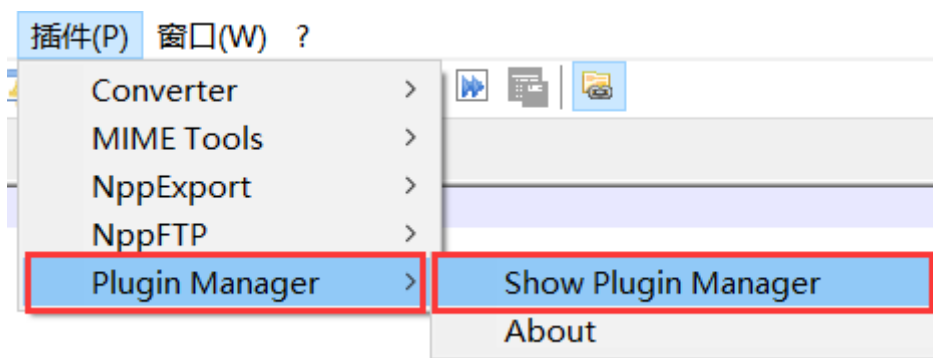 插件(P) 窗口(W) ?
Converter
MIME Tools
NppExport
NppFTP
Plugin Manager
Show Plugin Manager
About